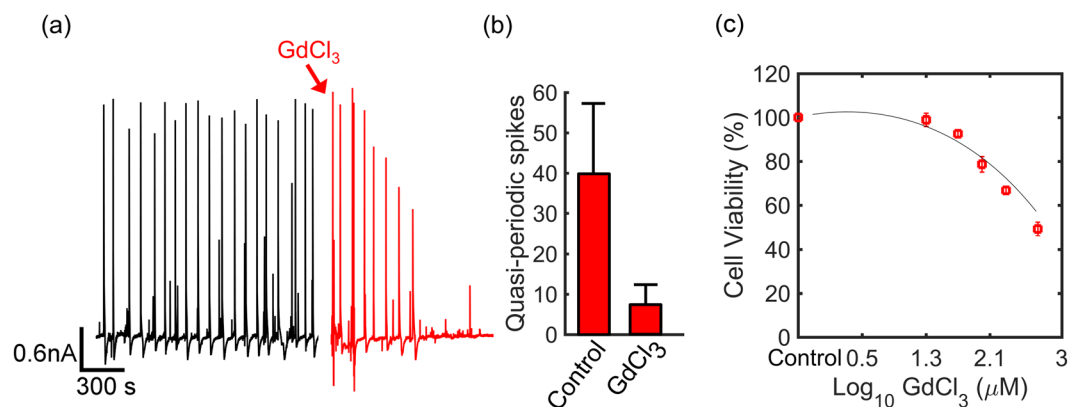 (a)
GdCl3
0.6nA
300 s
(b)
Quasi-periodic spikes
60
50
40
30
20
10
0
Control
GdCl3
(c)
Cell Viability (%)
120
100
80
60
40
20
0
Control 0.5 1.3 2.1 3
Log10 GdCl3 (μM)